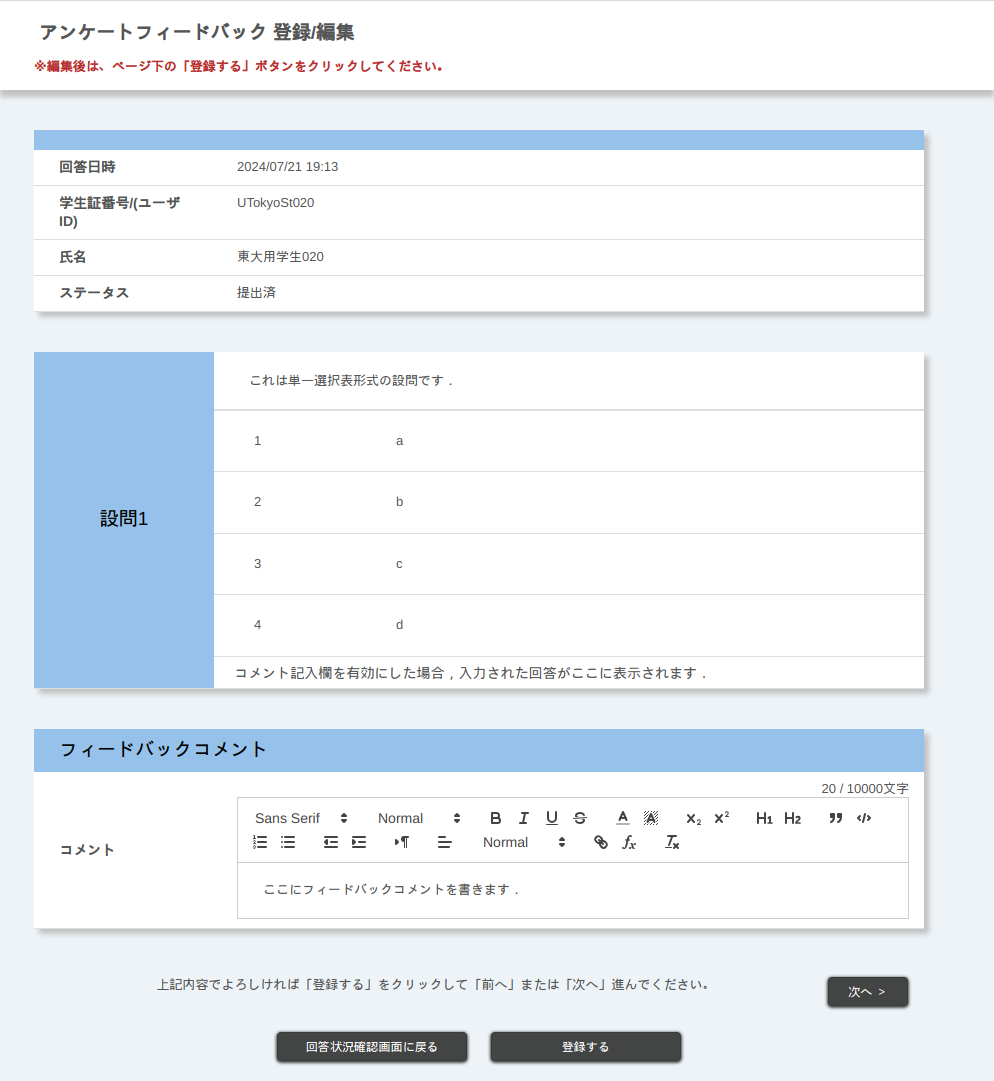 アンケートフィードバック 登録/編集
※編集後は、ページ下の「登録する」ボタンをクリックしてください。
回答日時 2024/07/21 19:13
学生証番号/(ユーザ UTokyoSt020
ID)
氏名 東大用学生020
ステータス 提出済
これは単一選択表形式の設問です．
1 a
2 b
設問1
3 c
4 d
コメント記入欄を有効にした場合，入力された回答がここに表示されます．
フィードバックコメント
20 / 10000文字
Sans Serif Normal B I U S A A X₂ X² H1 H2 ” </>
Normal fx Tx
コメント
ここにフィードバックコメントを書きます．
上記内容でよろしければ「登録する」をクリックして「前へ」または「次へ」進んでください。
次へ >
回答状況確認画面に戻る 登録する